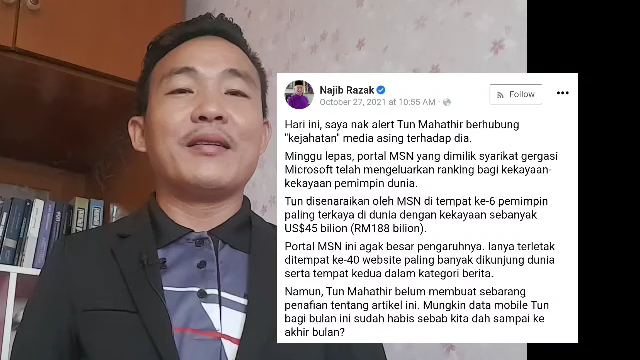 Najib Razak
October 27, 2021 at 10:55 AM ·
Follow
Hari ini, saya nak alert Tun Mahathir berhubung
"kejahatan" media asing terhadap dia.
Minggu lepas, portal MSN yang dimilik syarikat gergasi
Microsoft telah mengeluarkan ranking bagi kekayaan-
kekayaan pemimpin dunia.
Tun disenaraikan oleh MSN di tempat ke-6 pemimpin
paling terkaya di dunia dengan kekayaan sebanyak
US$45 bilion (RM188 bilion).
Portal MSN ini agak besar pengaruhnya. Ianya terletak
ditempat ke-40 website paling banyak dikunjung dunia
serta tempat kedua dalam kategori berita.
Namun, Tun Mahathir belum membuat sebarang
penafian tentang artikel ini. Mungkin data mobile Tun
bagi bulan ini sudah habis sebab kita dah sampai ke
akhir bulan?